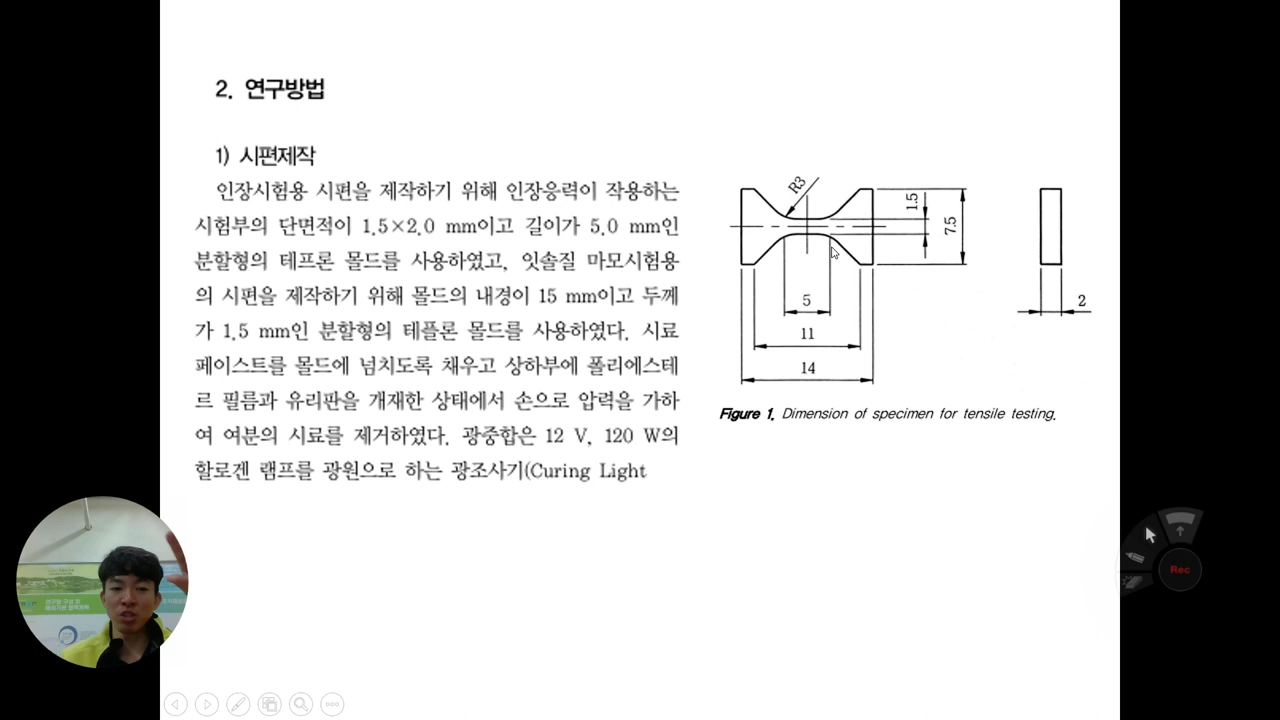 2. 연구방법
1) 시편제작
인장시험용 시편을 제작하기 위해 인장응력이 작용하는
시험부의 단면적이 1.5×2.0 mm이고 길이가 5.0 mm인
분할형의 테프론 몰드를 사용하였고, 잇솔질 마모시험용
의 시편을 제작하기 위해 몰드의 내경이 15 mm이고 두께
가 1.5 mm인 분할형의 테플론 몰드를 사용하였다. 시료
페이스트를 몰드에 넘치도록 채우고 상하부에 폴리에스테
르 필름과 유리판을 개재한 상태에서 손으로 압력을 가하
여 여분의 시료를 제거하였다. 광중합은 12 V, 120 W의
할로겐 램프를 광원으로 하는 광조사기(Curing Light
R3
1.5
7.5
5
11
14
2
Figure 1. Dimension of specimen for tensile testing.
Rec